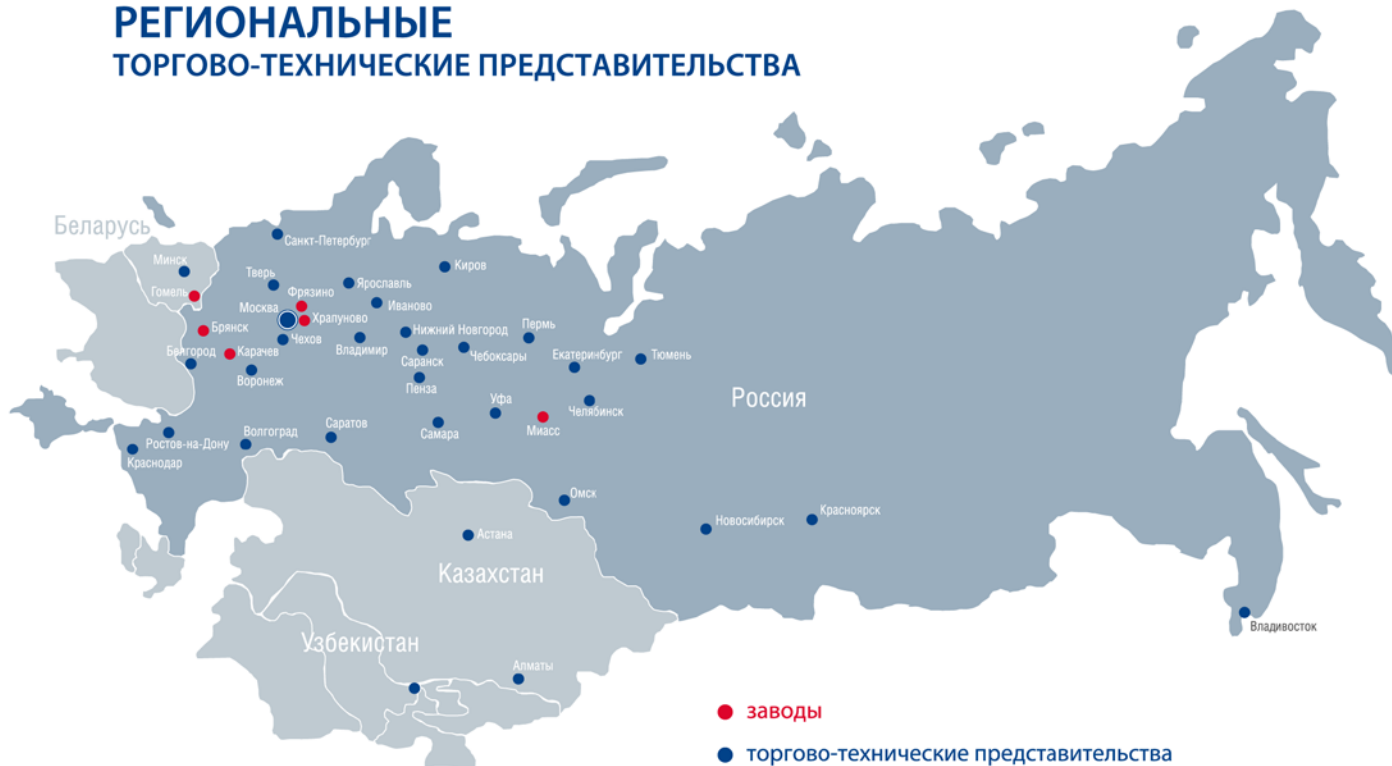 РЕГИОНАЛЬНЫЕ
ТОРГОВО-ТЕХНИЧЕСКИЕ ПРЕДСТАВИТЕЛЬСТВА
Беларусь
Санкт-Петербург
Минск
Киров
Тверь
Ярославль
Гомель
Фрязино
Иваново
Москва
Храпуново
Брянск
Нижний Новгород
Пермь
Чехов
Владимир
Белгород
Карачев
Саранск
Чебоксары
Екатеринбург
Тюмень
Воронеж
Пенза
Россия
Уфа
Челябинск
Саратов
Миасс
Самара
Ростов-на-Дону
Волгоград
Краснодар
Омск
Красноярск
Новосибирск
Астана
Казахстан
Владивосток
Узбекистан
Алматы
заводы
торгово-технические представительства